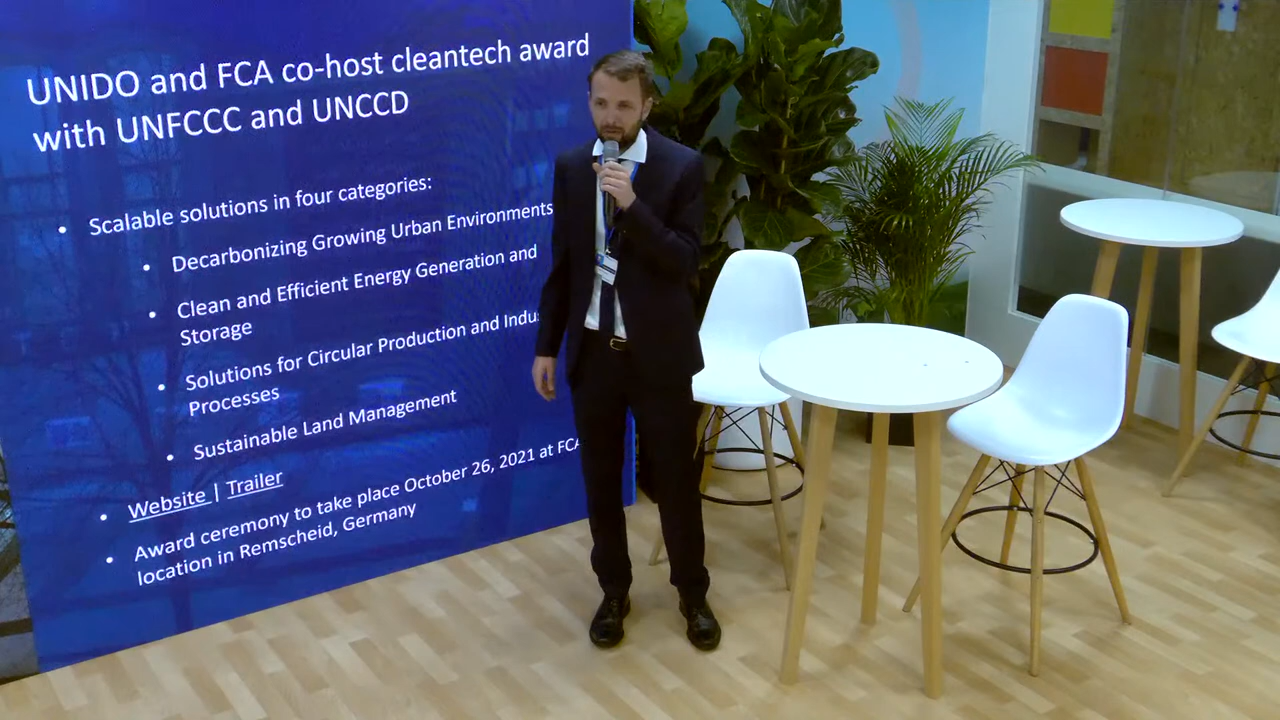 UNIDO and FCA co-host cleantech award
with UNFCCC and UNCCD
• Scalable solutions in four categories:
• Decarbonizing Growing Urban Environments
• Clean and Efficient Energy Generation and
Storage
• Solutions for Circular Production and
Processes
• Sustainable Land Management
• Website | Trailer
• Award ceremony to take place October 26, 2021 at FCA
location in Remscheid, Germany